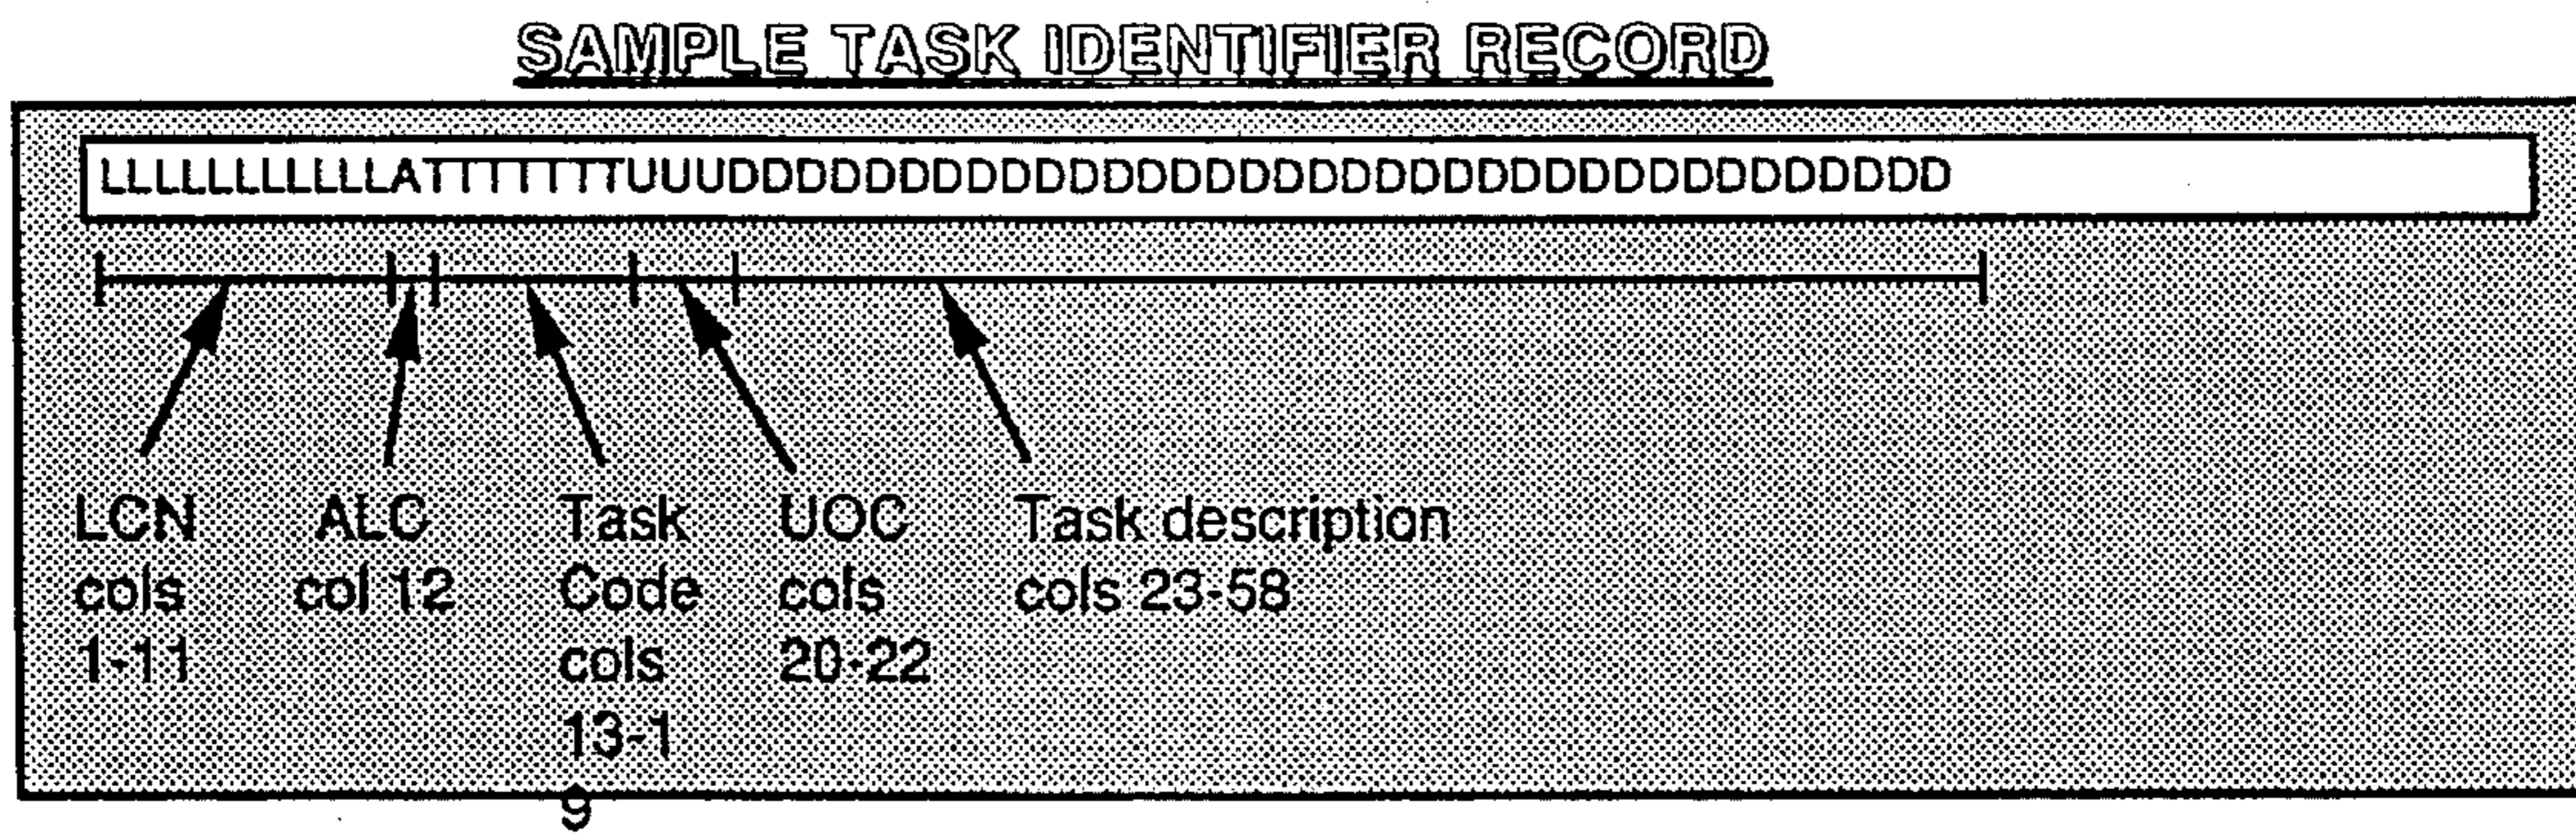 SAMPLE TASK IDENTIFIER RECORD
LLLLLLLLLLLATTTTTTTUUUDDDDDDDDDDDDDDDDDDDDDDDDDDDDDDDDDDDD
LCN
cols
1-11
ALC
col 12
Task
Code
cols
13-1
9
UOC
cols
20-22
Task description
cols 23-58